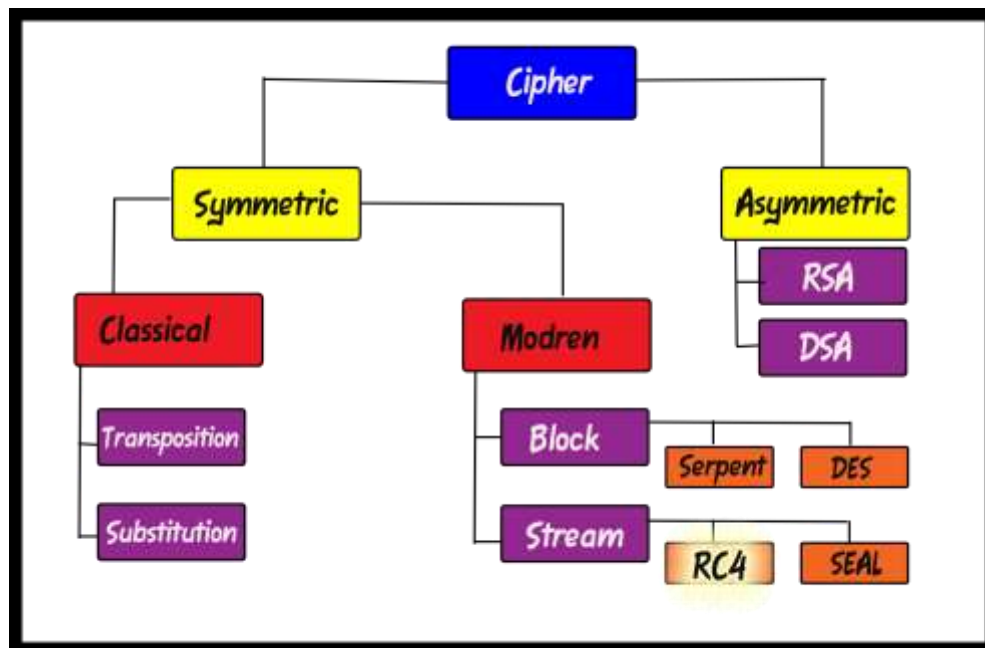 Cipher
Symmetric
Asymmetric
RSA
DSA
Classical
Modren
Transposition
Substitution
Block
Serpent
DES
Stream
RC4
SEAL